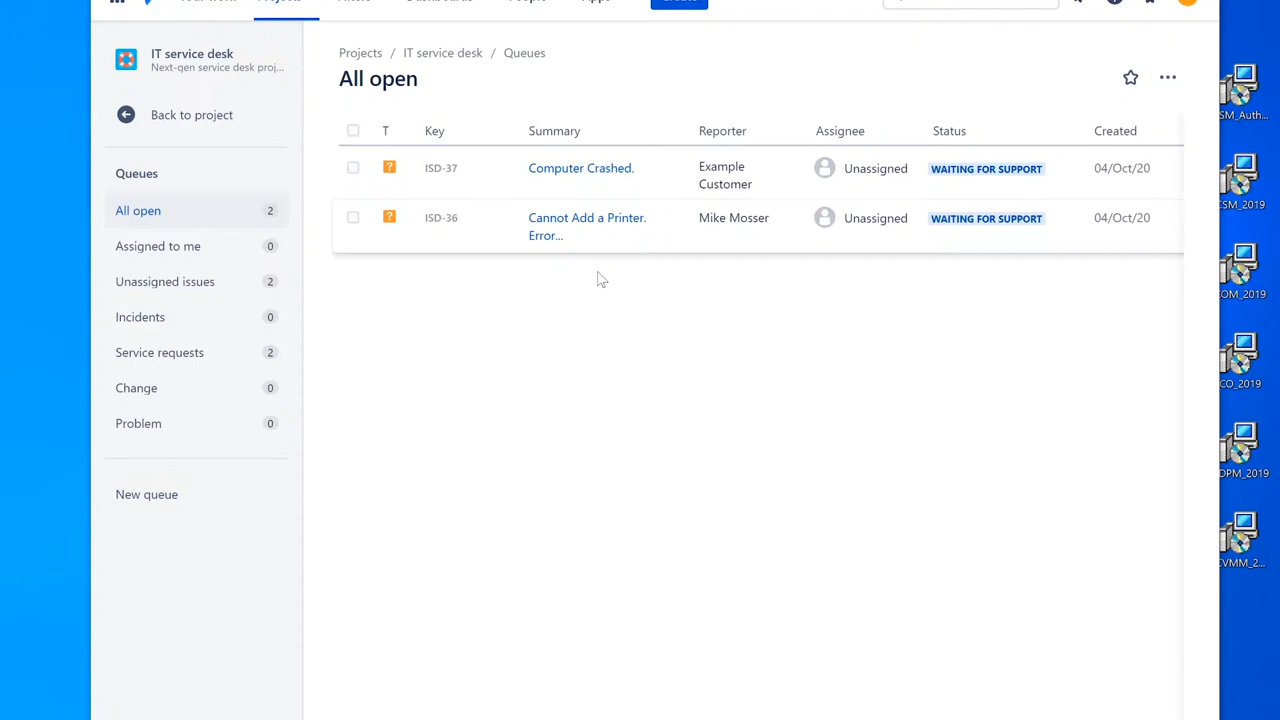 IT service desk
Next-gen service desk proj...
Back to project
Queues
All open 2
Assigned to me 0
Unassigned issues 2
Incidents 0
Service requests 2
Change 0
Problem 0
New queue
Projects / IT service desk / Queues
All open
T Key Summary Reporter Assignee Status Created
? ISD-37 Computer Crashed. Example Customer Unassigned WAITING FOR SUPPORT 04/Oct/20
? ISD-36 Cannot Add a Printer. Error... Mike Mosser Unassigned WAITING FOR SUPPORT 04/Oct/20
SM_Auth...
CSM_2019
COM_2019
CO_2019
DPM_2019
CVMM_2...